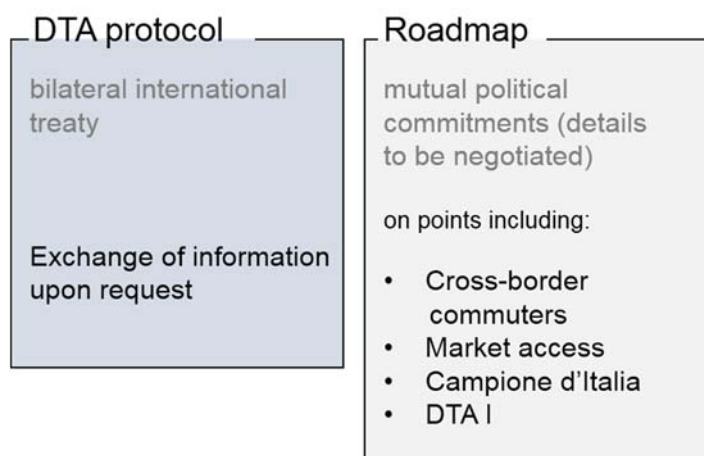 DTA protocol
bilateral international
treaty
Exchange of information
upon request
Roadmap
mutual political
commitments (details
to be negotiated)
on points including:
• Cross-border
commuters
• Market access
• Campione d'Italia
• DTA I